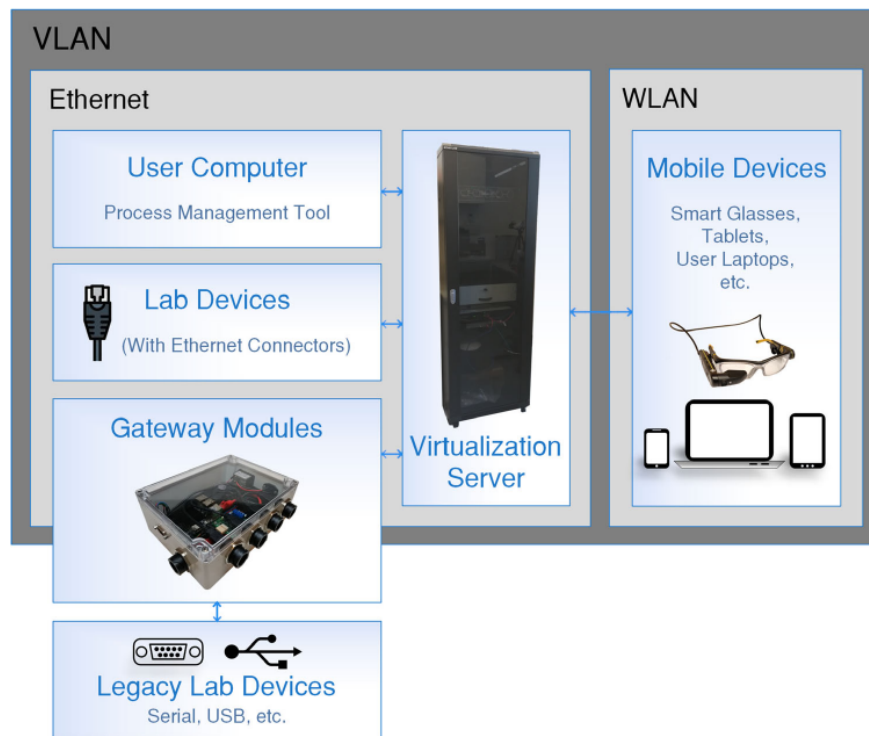 VLAN
Ethernet
User Computer
Process Management Tool
Lab Devices
(With Ethernet Connectors)
Gateway Modules
Virtualization
Server
Legacy Lab Devices
Serial, USB, etc.
WLAN
Mobile Devices
Smart Glasses,
Tablets,
User Laptops,
etc.